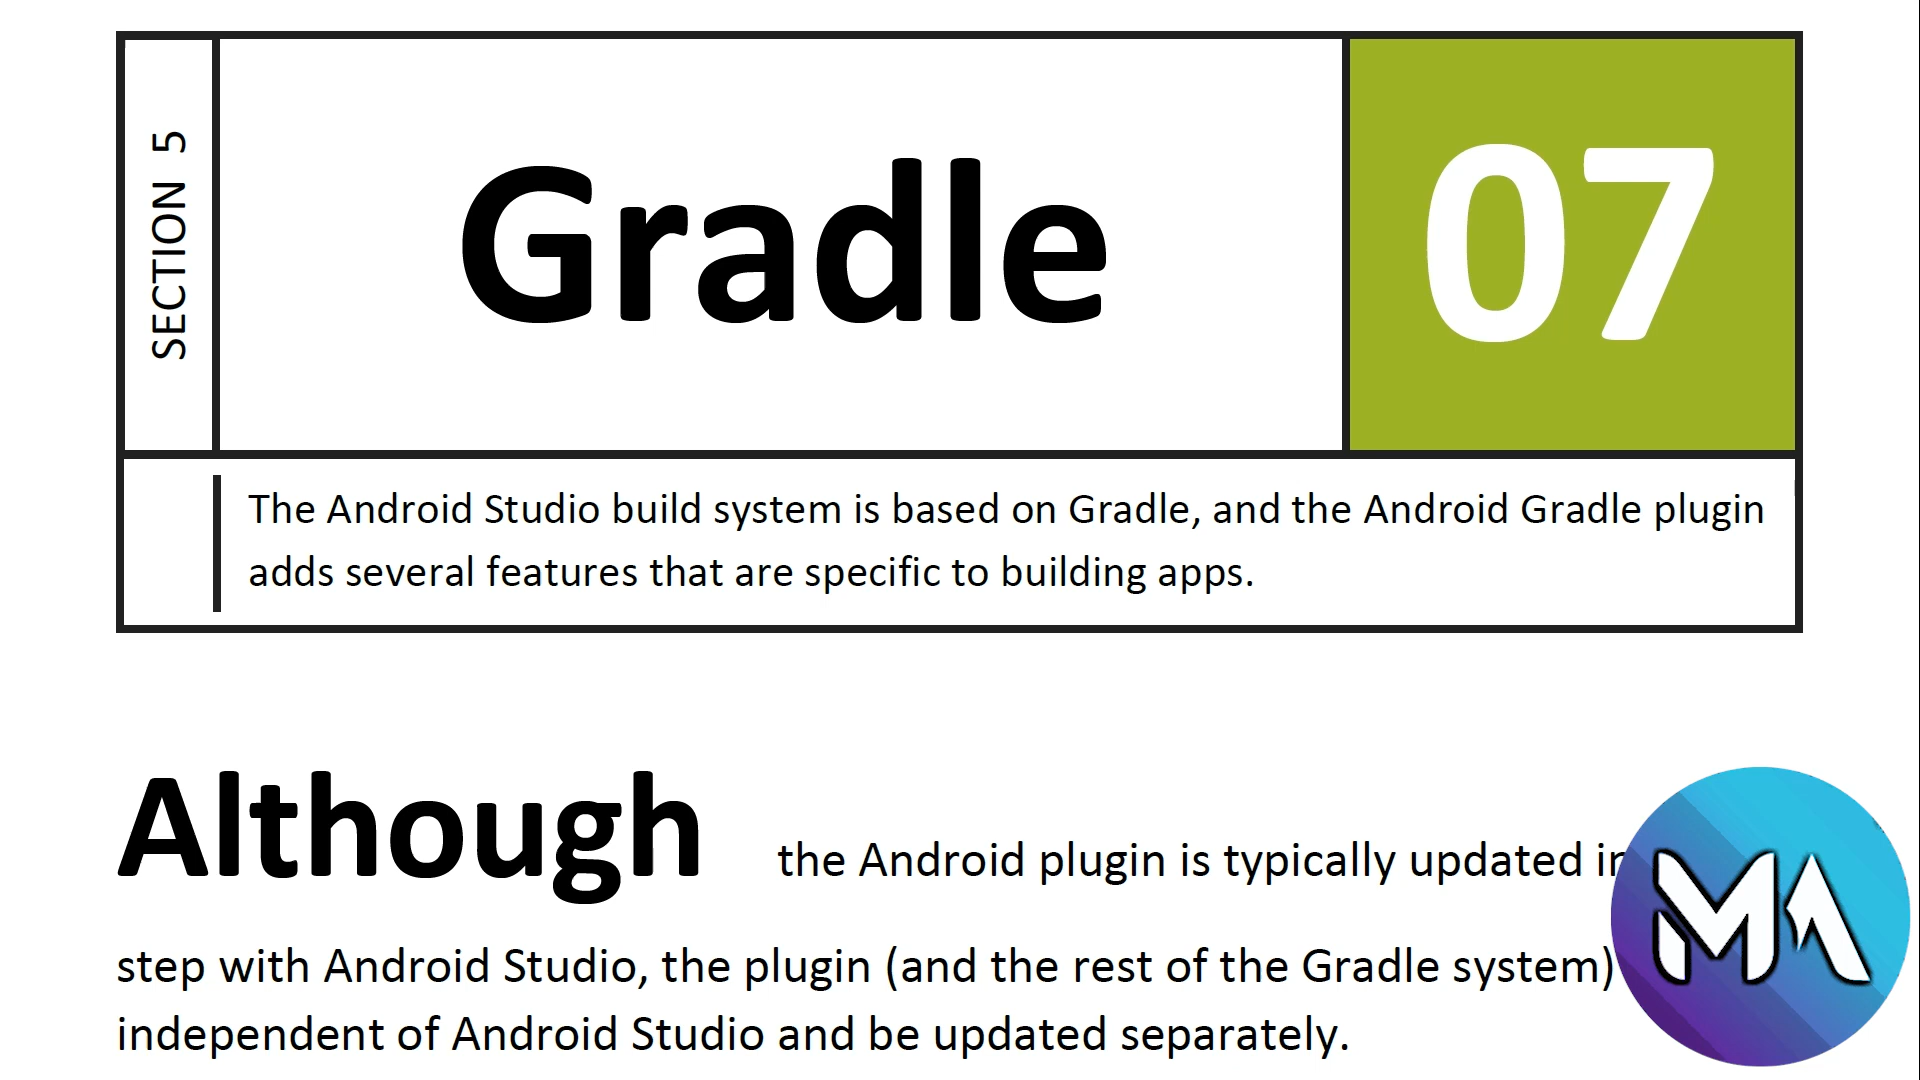 SECTION 5
Gradle
07
The Android Studio build system is based on Gradle, and the Android Gradle plugin
adds several features that are specific to building apps.
Although the Android plugin is typically updated
step with Android Studio, the plugin (and the rest of the Gradle system)
independent of Android Studio and be updated separately.
MA